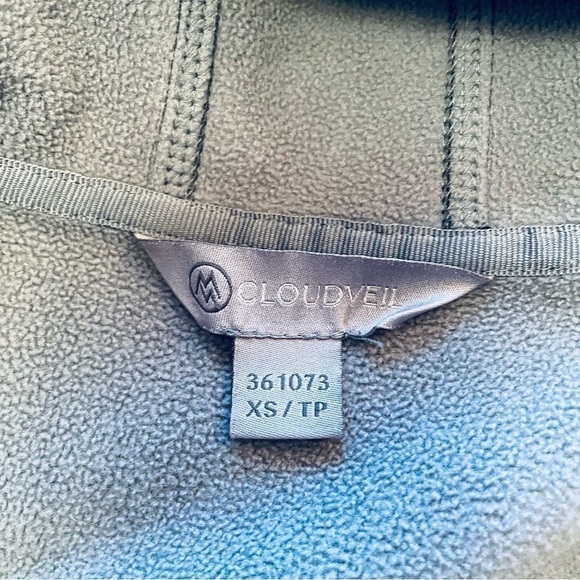 CLOUDVEIL
361073
XS / TP